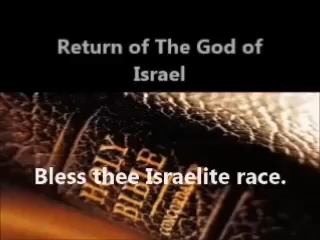 Return of The God of
Israel
Bless thee Israelite race.
HOLY
BIBLE